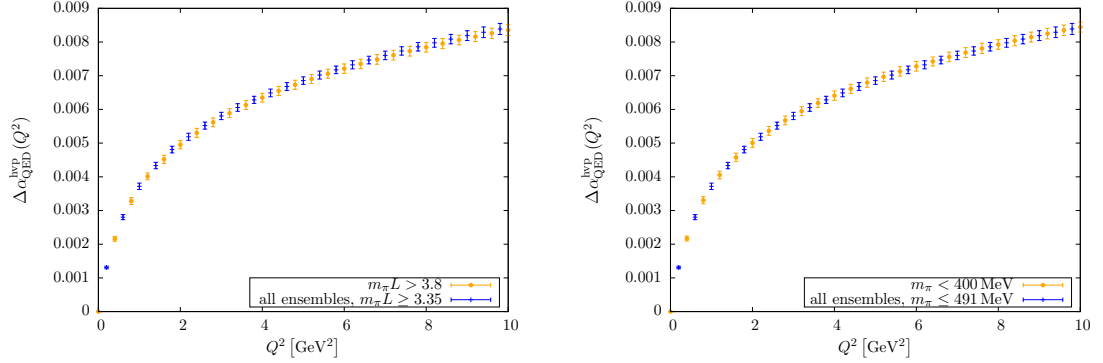 0.009
0.008
0.007
0.006
0.005
0.004
0.003
0.002
0.001
0
Δα^hvp_QED(Q²)
m_πL > 3.8
all ensembles, m_πL ≥ 3.35
0 2 4 6 8 10
Q² [GeV²]
0.009
0.008
0.007
0.006
0.005
0.004
0.003
0.002
0.001
0
Δα^hvp_QED(Q²)
m_π < 400 MeV
all ensembles, m_π ≤ 491 MeV
0 2 4 6 8 10
Q² [GeV²]